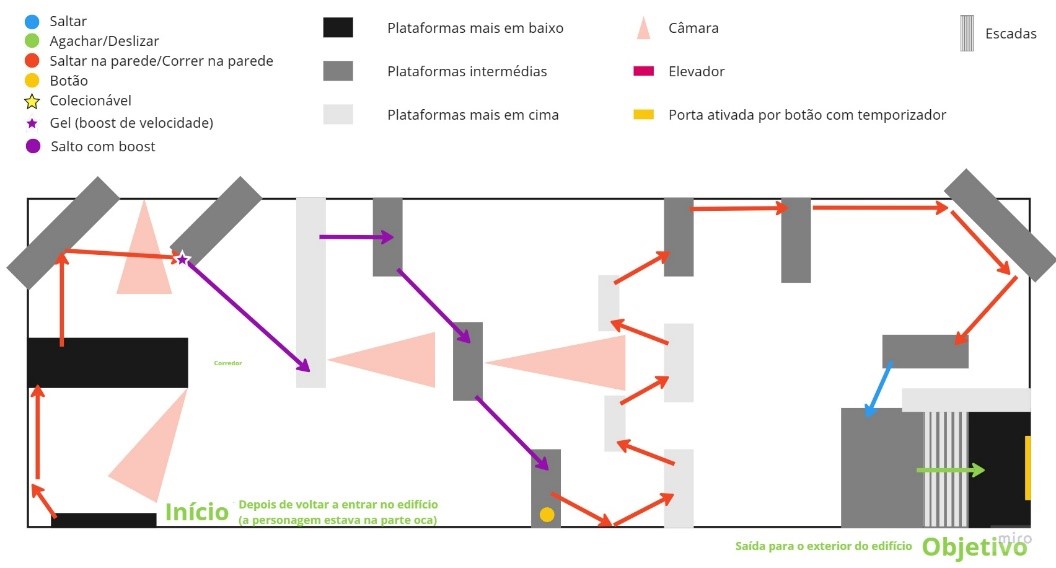 Saltar
Agachar/Deslizar
Saltar na parede/Correr na parede
Botão
Colecionável
Gel (boost de velocidade)
Salto com boost
Plataformas mais em baixo
Plataformas intermédias
Plataformas mais em cima
Câmara
Elevador
Porta ativada por botão com temporizador
Escadas
Corredor
Início
Depois de voltar a entrar no edifício
(a personagem estava na parte oca)
Saída para o exterior do edifício
Objetivo
miro